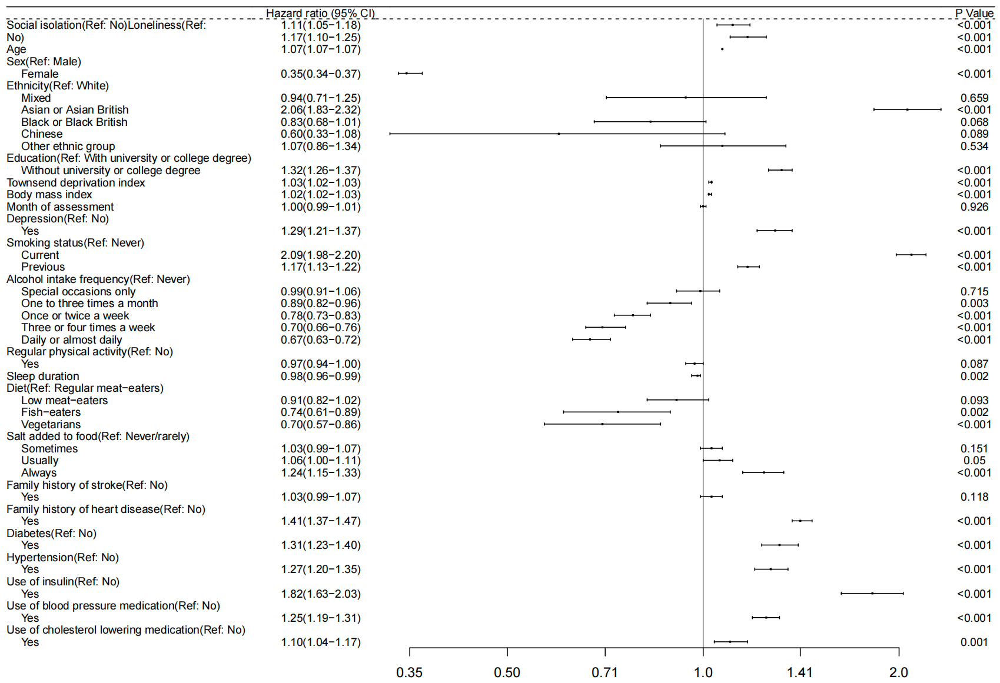 Hazard ratio (95% CI) P Value
Social isolation(Ref: No)Loneliness(Ref: 1.11(1.05−1.18) <0.001
No) 1.17(1.10−1.25) <0.001
Age 1.07(1.07−1.07) <0.001
Sex(Ref: Male)
Female 0.35(0.34−0.37) <0.001
Ethnicity(Ref: White)
Mixed 0.94(0.71−1.25) 0.659
Asian or Asian British 2.06(1.83−2.32) <0.001
Black or Black British 0.83(0.68−1.01) 0.068
Chinese 0.60(0.33−1.08) 0.089
Other ethnic group 1.07(0.86−1.34) 0.534
Education(Ref: With university or college degree)
Without university or college degree 1.32(1.26−1.37) <0.001
Townsend deprivation index 1.03(1.02−1.03) <0.001
Body mass index 1.02(1.02−1.03) <0.001
Month of assessment 1.00(0.99−1.01) 0.926
Depression(Ref: No)
Yes 1.29(1.21−1.37) <0.001
Smoking status(Ref: Never)
Current 2.09(1.98−2.20) <0.001
Previous 1.17(1.13−1.22) <0.001
Alcohol intake frequency(Ref: Never)
Special occasions only 0.99(0.91−1.06) 0.715
One to three times a month 0.89(0.82−0.96) 0.003
Once or twice a week 0.78(0.73−0.83) <0.001
Three or four times a week 0.70(0.66−0.76) <0.001
Daily or almost daily 0.67(0.63−0.72) <0.001
Regular physical activity(Ref: No)
Yes 0.97(0.94−1.00) 0.087
Sleep duration 0.98(0.96−0.99) 0.002
Diet(Ref: Regular meat−eaters)
Low meat−eaters 0.91(0.82−1.02) 0.093
Fish−eaters 0.74(0.61−0.89) 0.002
Vegetarians 0.70(0.57−0.86) <0.001
Salt added to food(Ref: Never/rarely)
Sometimes 1.03(0.99−1.07) 0.151
Usually 1.06(1.00−1.11) 0.05
Always 1.24(1.15−1.33) <0.001
Family history of stroke(Ref: No)
Yes 1.03(0.99−1.07) 0.118
Family history of heart disease(Ref: No)
Yes 1.41(1.37−1.47) <0.001
Diabetes(Ref: No)
Yes 1.31(1.23−1.40) <0.001
Hypertension(Ref: No)
Yes 1.27(1.20−1.35) <0.001
Use of insulin(Ref: No)
Yes 1.82(1.63−2.03) <0.001
Use of blood pressure medication(Ref: No)
Yes 1.25(1.19−1.31) <0.001
Use of cholesterol lowering medication(Ref: No)
Yes 1.10(1.04−1.17) 0.001
0.35 0.50 0.71 1.0 1.41 2.0